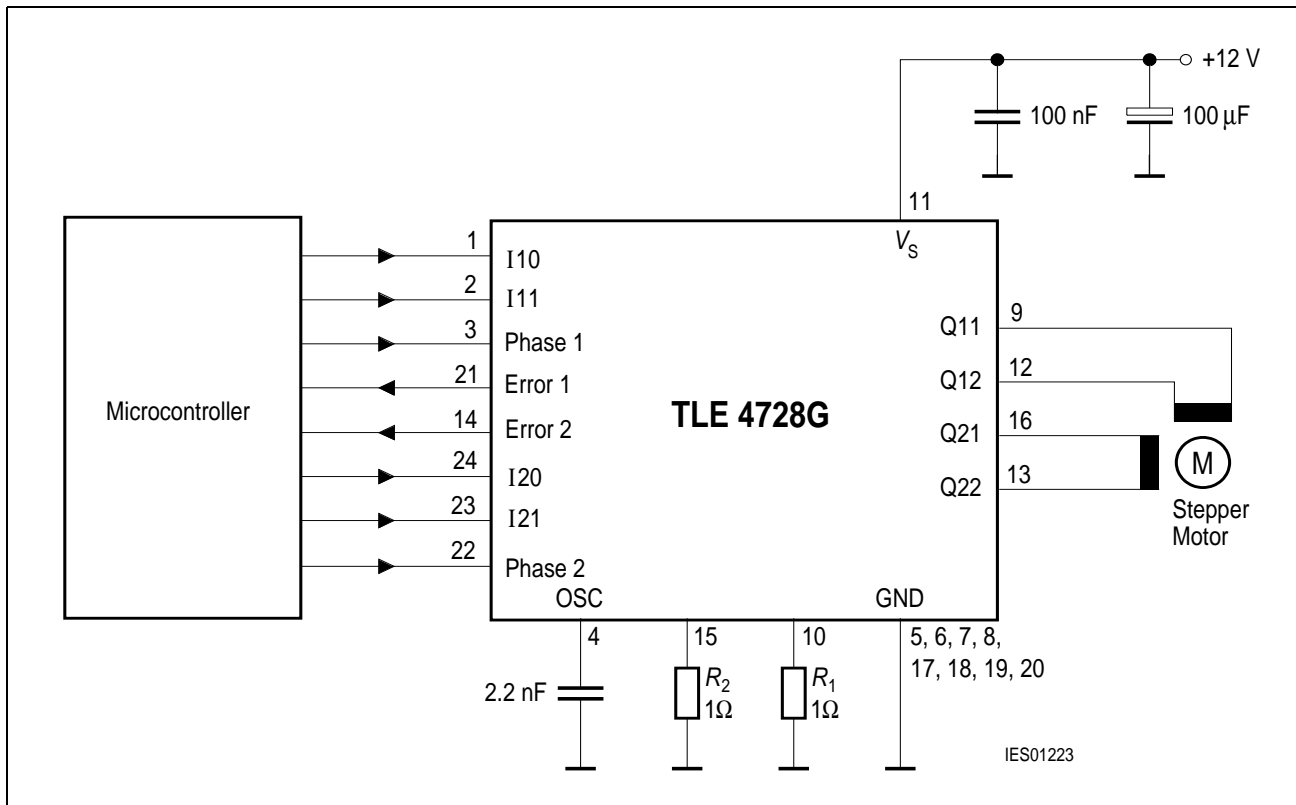 +12 V
100 nF
100 µF
11
V_S
1
I10
2
I11
3
Phase 1
21
Error 1
14
Error 2
24
I20
23
I21
22
Phase 2
Microcontroller
TLE 4728G
Q11
9
Q12
12
Q21
16
Q22
13
M
Stepper
Motor
OSC
GND
4
15
10
5, 6, 7, 8,
17, 18, 19, 20
2.2 nF
R_2
1Ω
R_1
1Ω
IES01223